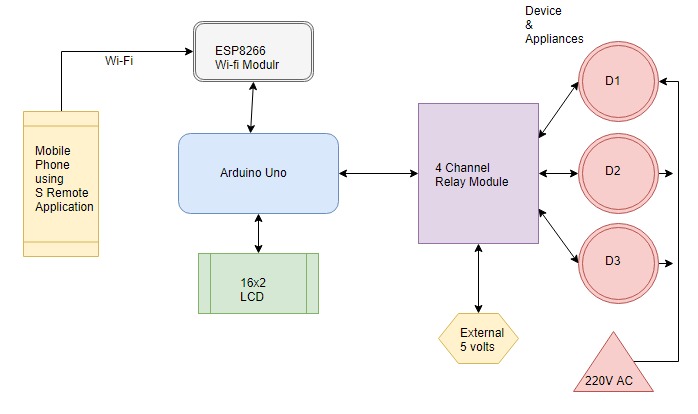 Device
&
Appliances
ESP8266
Wi-fi Modulr
Wi-Fi
D1
Mobile
Phone
using
S Remote
Application
Arduino Uno
4 Channel
Relay Module
D2
D3
16x2
LCD
External
5 volts
220V AC